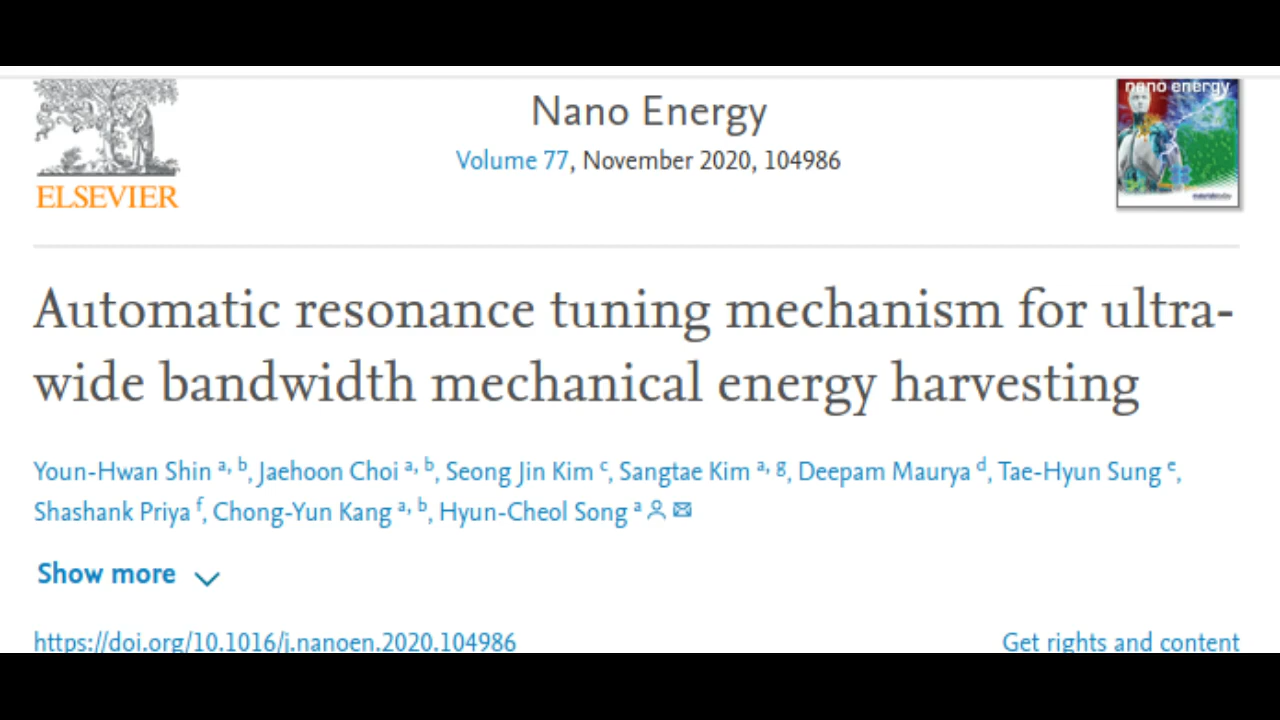 ELSEVIER
Nano Energy
Volume 77, November 2020, 104986
nano energy
Automatic resonance tuning mechanism for ultra-
wide bandwidth mechanical energy harvesting
Youn-Hwan Shin a, b, Jaehoon Choi a, b, Seong Jin Kim c, Sangtae Kim a, g, Deepam Maurya d, Tae-Hyun Sung e,
Shashank Priya f, Chong-Yun Kang a, b, Hyun-Cheol Song a
Show more
https://doi.org/10.1016/j.nanoen.2020.104986
Get rights and content